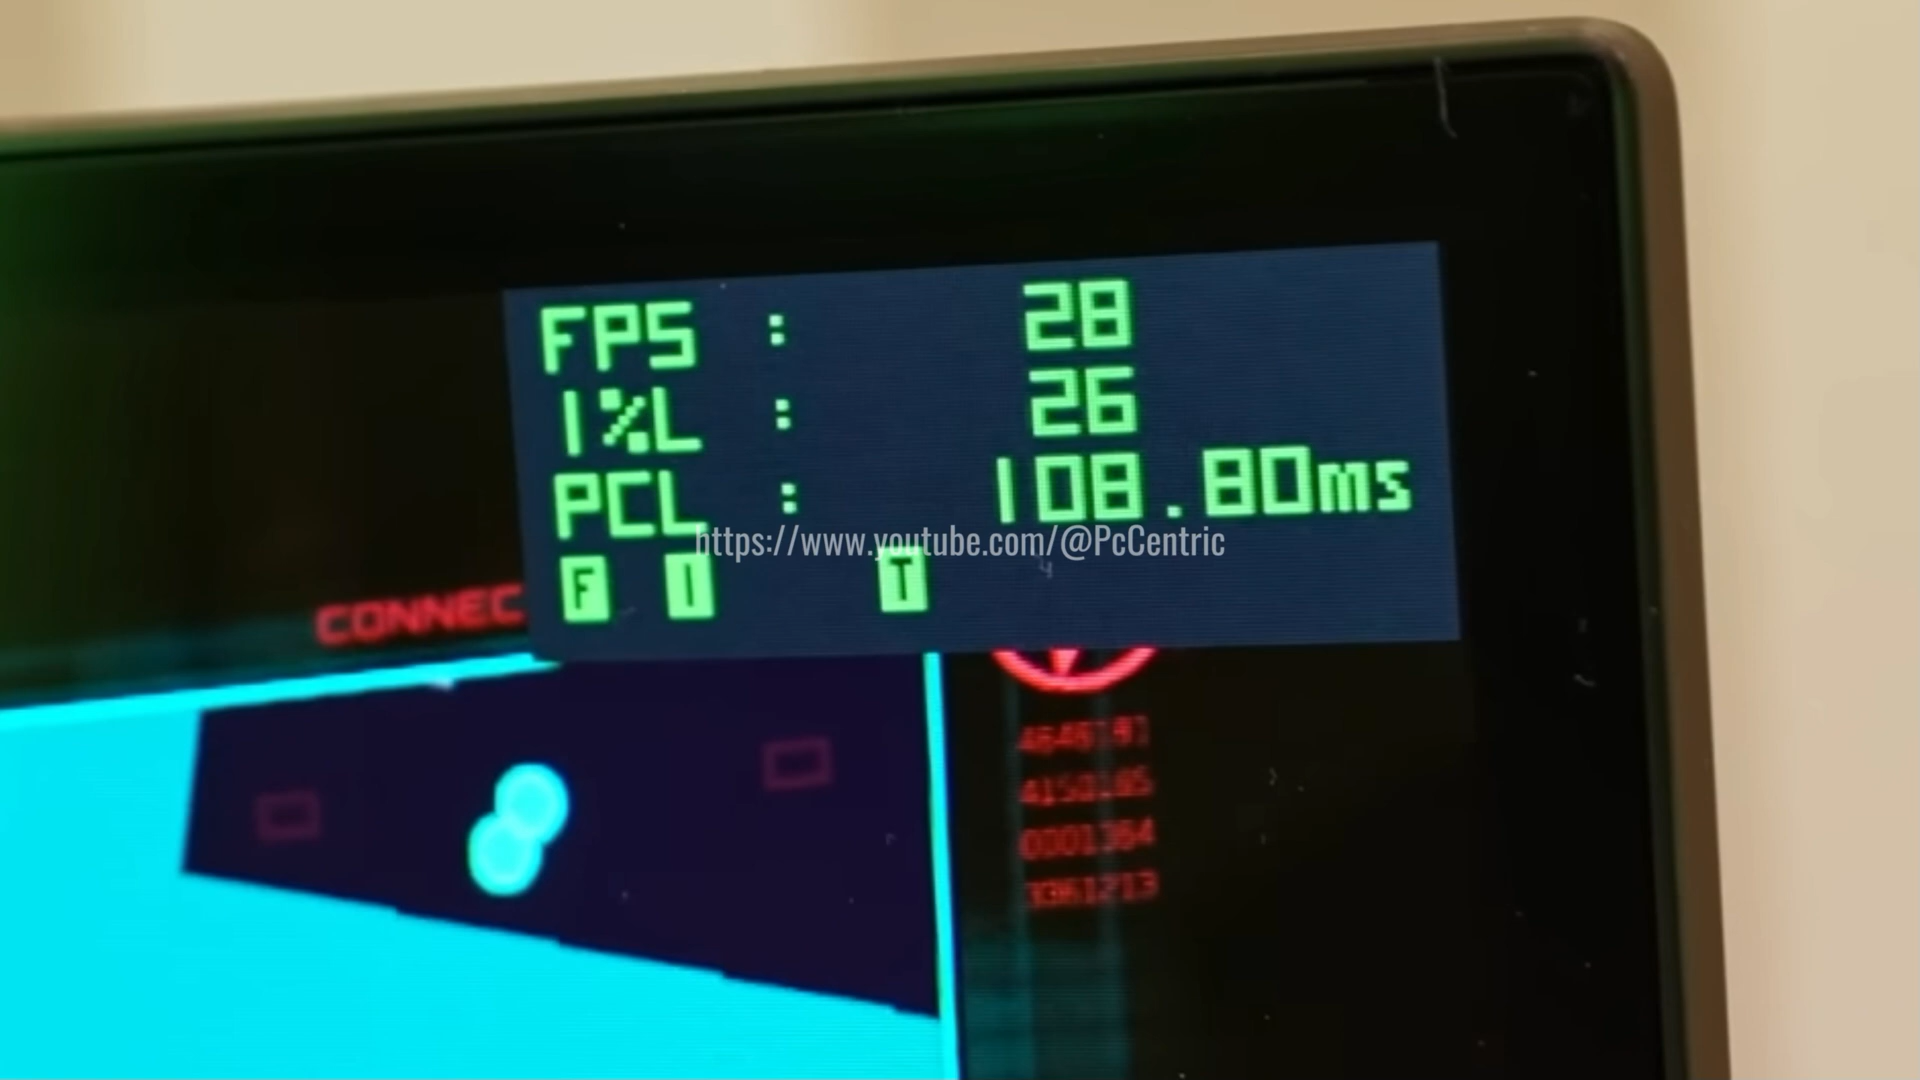 FPS : 28
1%L : 26
PCL : 108.80ms
https://www.youtube.com/@PcCentric
F I T
CONNEC